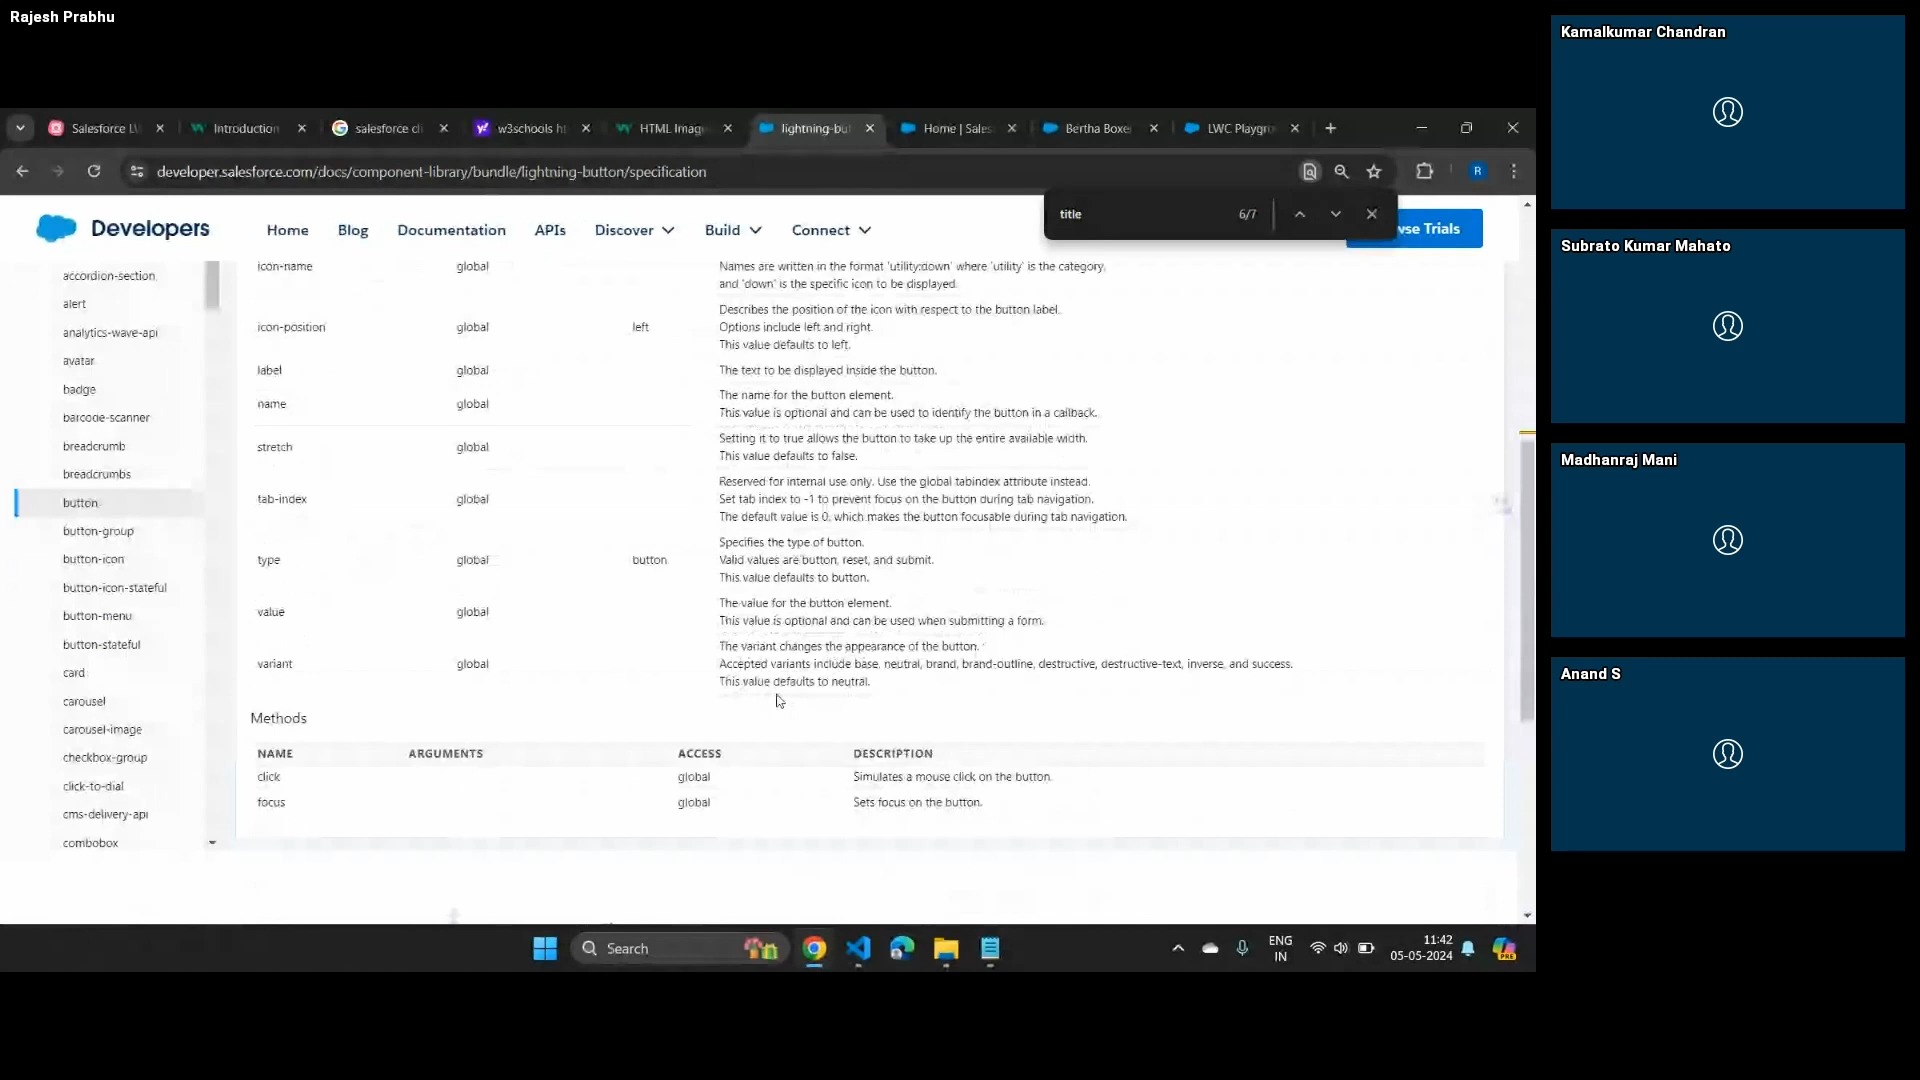 Rajesh Prabhu
Kamalkumar Chandran
Subrato Kumar Mahato
Madhanraj Mani
Anand S
Salesforce L
Introduction
salesforce cl
w3schools ht
HTML Imag
lightning-but
Home | Sales
Bertha Boxe
LWC Playgro
developer.salesforce.com/docs/component-library/bundle/lightning-button/specification
R
title 6/7
Developers
Home Blog Documentation APIs Discover Build Connect
wse Trials
accordion-section
alert
analytics-wave-api
avatar
badge
barcode-scanner
breadcrumb
breadcrumbs
button
button-group
button-icon
button-icon-stateful
button-menu
button-stateful
card
carousel
carousel-image
checkbox-group
click-to-dial
cms-delivery-api
combobox
icon-name global Names are written in the format 'utility:down' where 'utility' is the category,
and 'down' is the specific icon to be displayed.
Describes the position of the icon with respect to the button label.
icon-position global left Options include left and right.
This value defaults to left.
label global The text to be displayed inside the button.
The name for the button element.
name global
This value is optional and can be used to identify the button in a callback.
Setting it to true allows the button to take up the entire available width.
stretch global
This value defaults to false.
Reserved for internal use only. Use the global tabindex attribute instead.
tab-index global Set tab index to -1 to prevent focus on the button during tab navigation.
The default value is 0, which makes the button focusable during tab navigation.
Specifies the type of button.
type global button Valid values are button, reset, and submit.
This value defaults to button.
The value for the button element.
value global
This value is optional and can be used when submitting a form.
The variant changes the appearance of the button.
variant global Accepted variants include base, neutral, brand, brand-outline, destructive, destructive-text, inverse, and success.
This value defaults to neutral.
Methods
NAME ARGUMENTS ACCESS DESCRIPTION
click global Simulates a mouse click on the button.
focus global Sets focus on the button.
Search
ENG
IN
11:42
05-05-2024
PRE